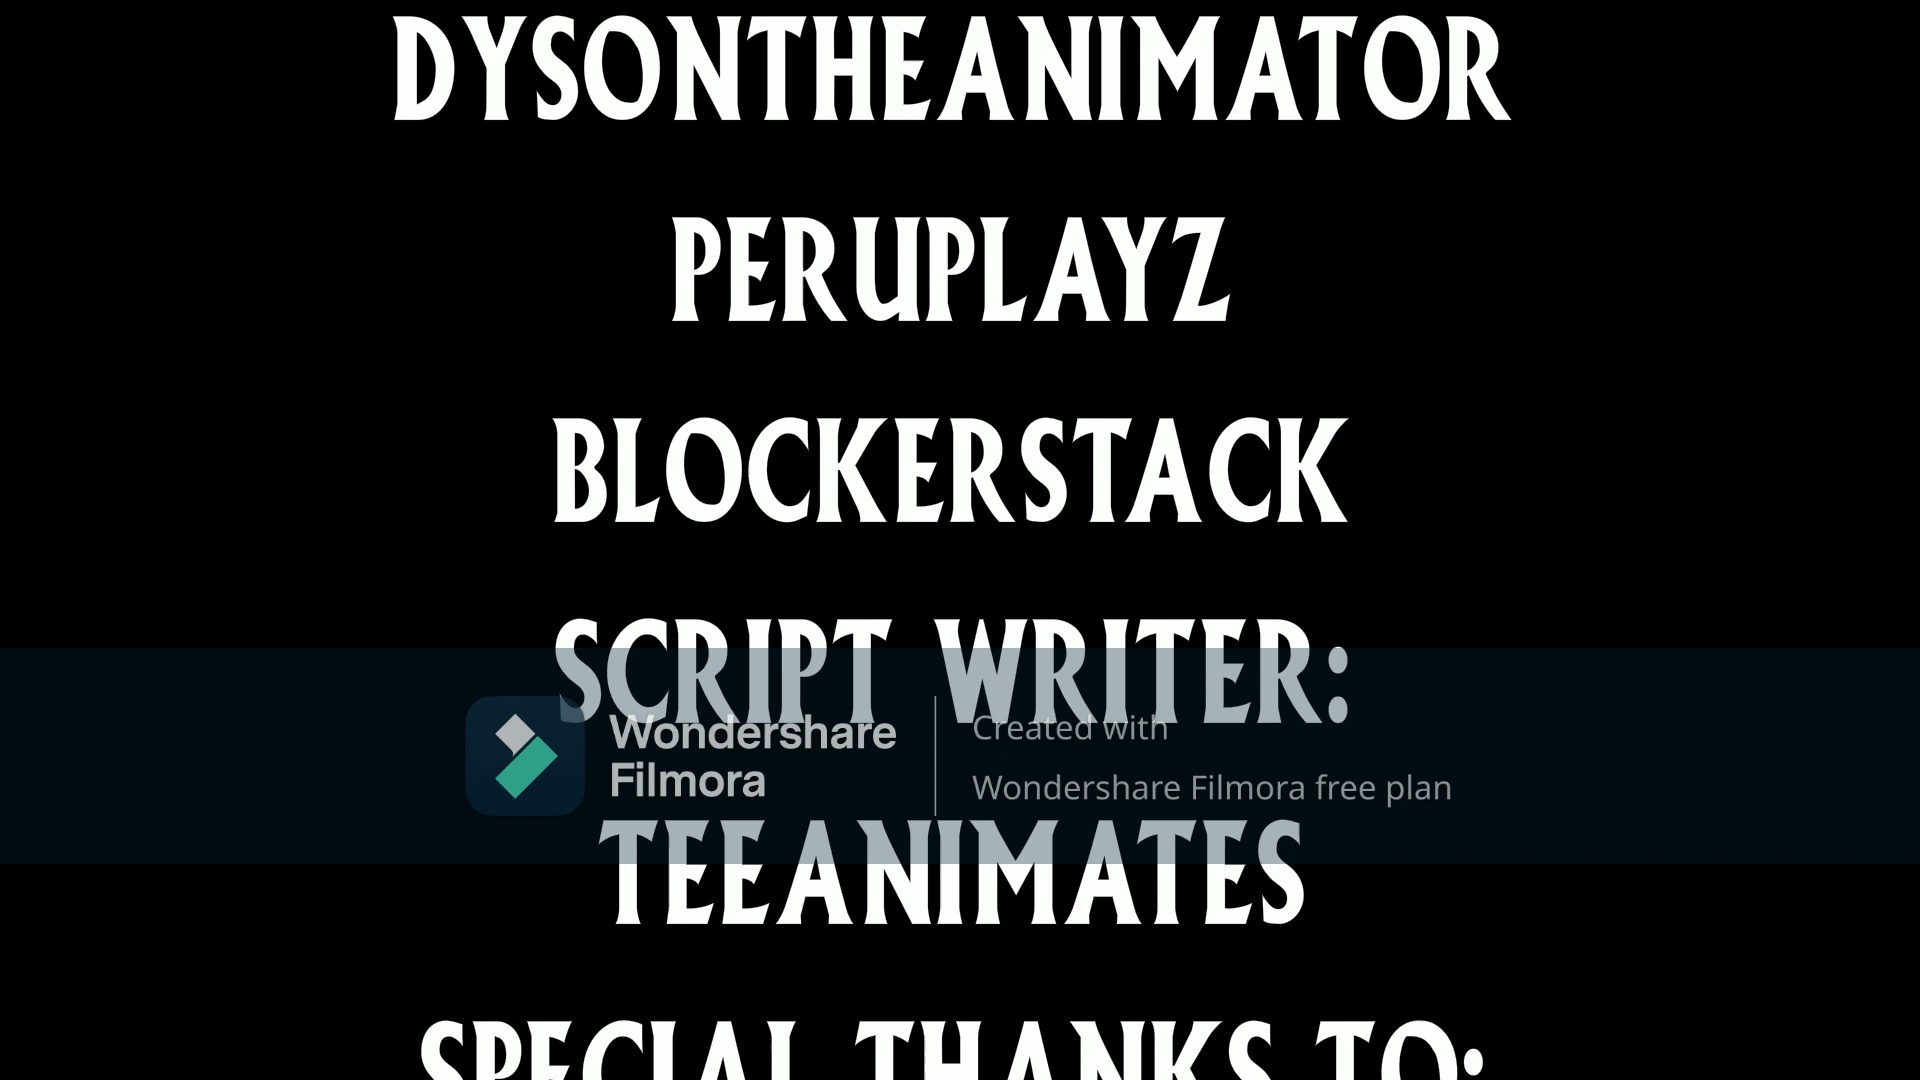 DYSONTHEANIMATOR
PERUPLAYZ
BLOCKERSTACK
SCRIPT WRITER:
Wondershare
Filmora
Created with
Wondershare Filmora free plan
TEEANIMATES
SPECIAL THANKS TO: